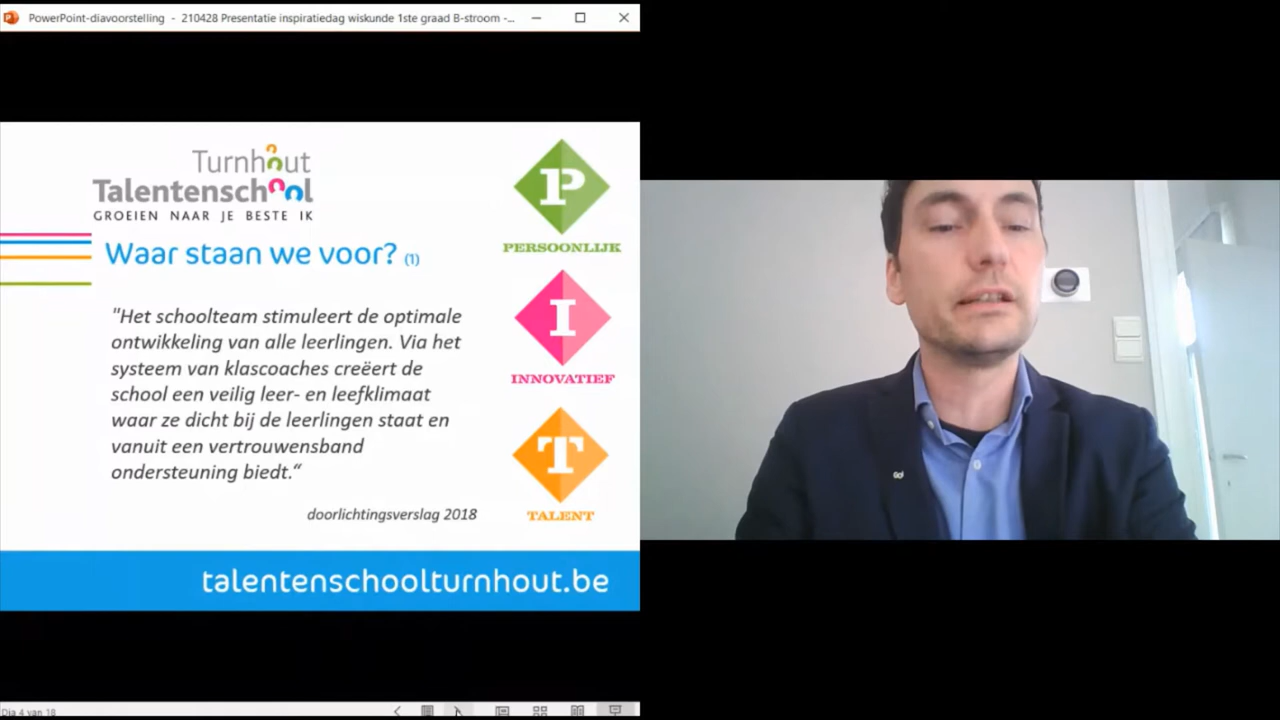 PowerPoint-diavoorstelling - 210428 Presentatie inspiratiedag wiskunde 1ste graad B-stroom -...
Turnhout
Talentenschool
GROEIEN NAAR JE BESTE IK
Waar staan we voor? (1)
"Het schoolteam stimuleert de optimale
ontwikkeling van alle leerlingen. Via het
systeem van klascoaches creëert de
school een veilig leer- en leefklimaat
waar ze dicht bij de leerlingen staat en
vanuit een vertrouwensband
ondersteuning biedt.“
doorlichtingsverslag 2018
P
PERSOONLIJK
I
INNOVATIEF
T
TALENT
talentenschoolturnhout.be
Dia 4 van 18